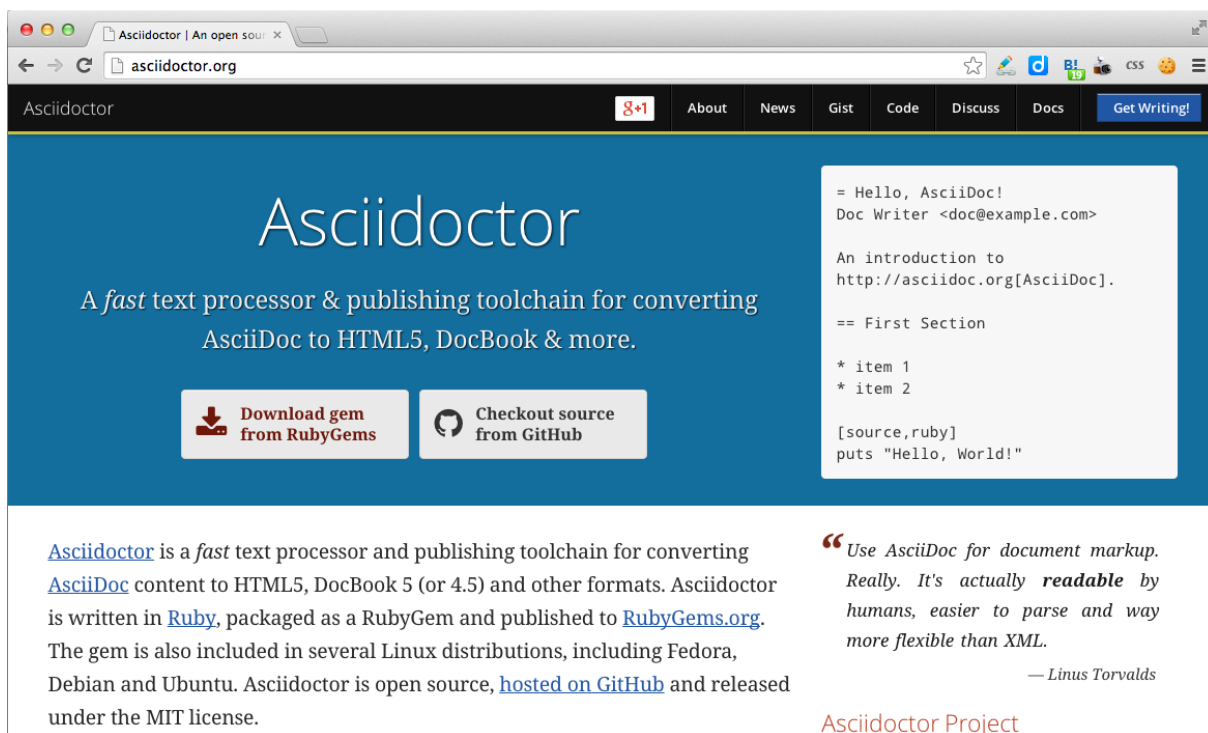 Asciidoctor | An open sour
asciidoctor.org
B!
19
CSS
Asciidoctor
g+1 About News Gist Code Discuss Docs Get Writing!
Asciidoctor
A fast text processor & publishing toolchain for converting
AsciiDoc to HTML5, DocBook & more.
Download gem
from RubyGems
Checkout source
from GitHub
= Hello, AsciiDoc!
Doc Writer <doc@example.com>
An introduction to
http://asciidoc.org[AsciiDoc].
== First Section
* item 1
* item 2
[source,ruby]
puts "Hello, World!"
Asciidoctor is a fast text processor and publishing toolchain for converting
AsciiDoc content to HTML5, DocBook 5 (or 4.5) and other formats. Asciidoctor
is written in Ruby, packaged as a RubyGem and published to RubyGems.org.
The gem is also included in several Linux distributions, including Fedora,
Debian and Ubuntu. Asciidoctor is open source, hosted on GitHub and released
under the MIT license.
“Use AsciiDoc for document markup.
Really. It's actually readable by
humans, easier to parse and way
more flexible than XML.
— Linus Torvalds
Asciidoctor Project